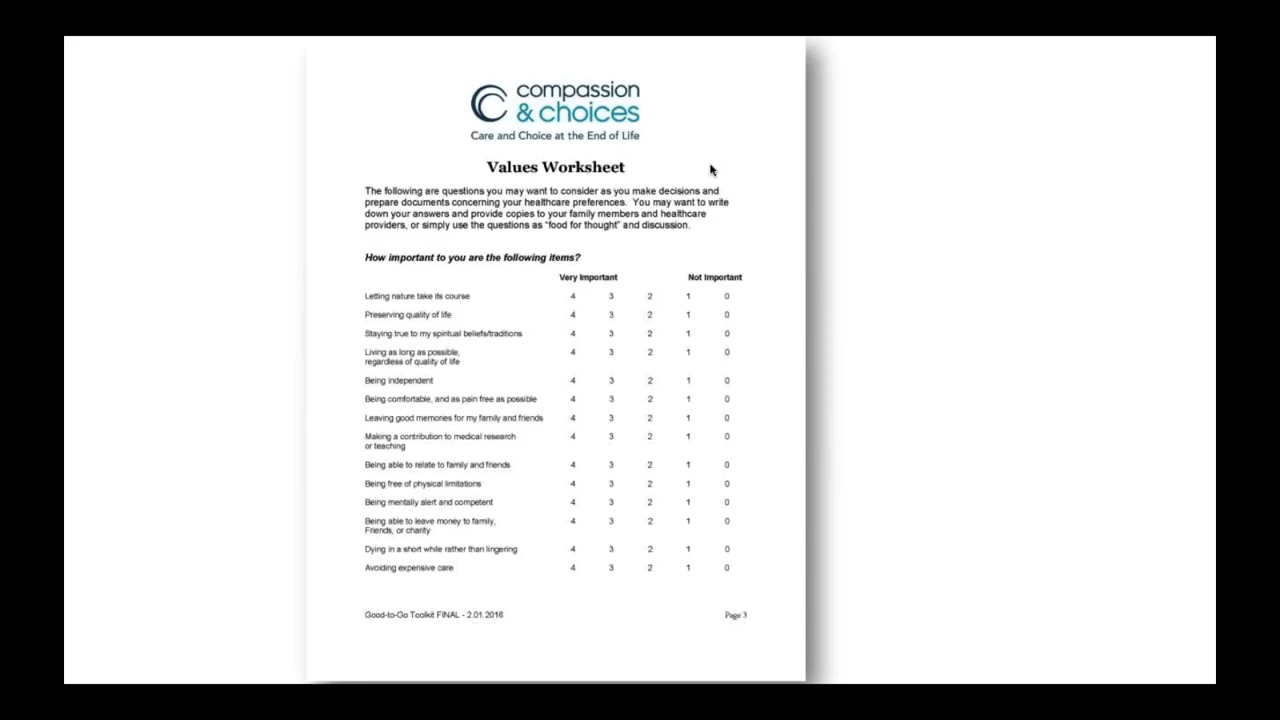 compassion
& choices
Care and Choice at the End of Life
Values Worksheet
The following are questions you may want to consider as you make decisions and
prepare documents concerning your healthcare preferences.  You may want to write
down your answers and provide copies to your family members and healthcare
providers, or simply use the questions as "food for thought" and discussion.
How important to you are the following items?
Very Important Not Important
Letting nature take its course 4 3 2 1 0
Preserving quality of life 4 3 2 1 0
Staying true to my spiritual beliefs/traditions 4 3 2 1 0
Living as long as possible, 4 3 2 1 0
regardless of quality of life
Being independent 4 3 2 1 0
Being comfortable, and as pain free as possible 4 3 2 1 0
Leaving good memories for my family and friends 4 3 2 1 0
Making a contribution to medical research 4 3 2 1 0
or teaching
Being able to relate to family and friends 4 3 2 1 0
Being free of physical limitations 4 3 2 1 0
Being mentally alert and competent 4 3 2 1 0
Being able to leave money to family, 4 3 2 1 0
Friends, or charity
Dying in a short while rather than lingering 4 3 2 1 0
Avoiding expensive care 4 3 2 1 0
Good-to-Go Toolkit FINAL - 2.01.2016 Page 3